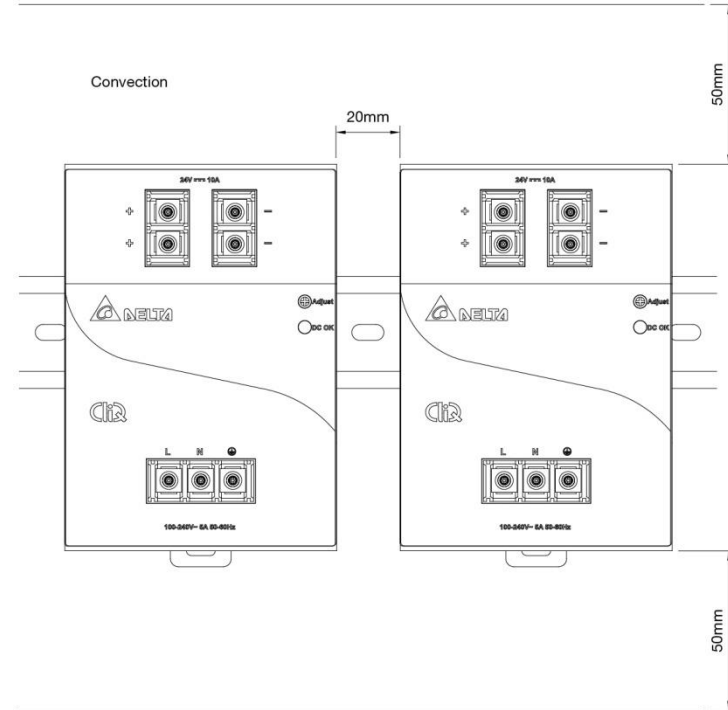 50mm
Convection
20mm
24V ⎓ 10A
24V ⎓ 10A
+ -
+ -
+ -
+ -
DELTA
Adjust
DC OK
DELTA
Adjust
DC OK
CliQ
CliQ
L N
L N
100-240V~ 5A 50-60Hz
100-240V~ 5A 50-60Hz
50mm